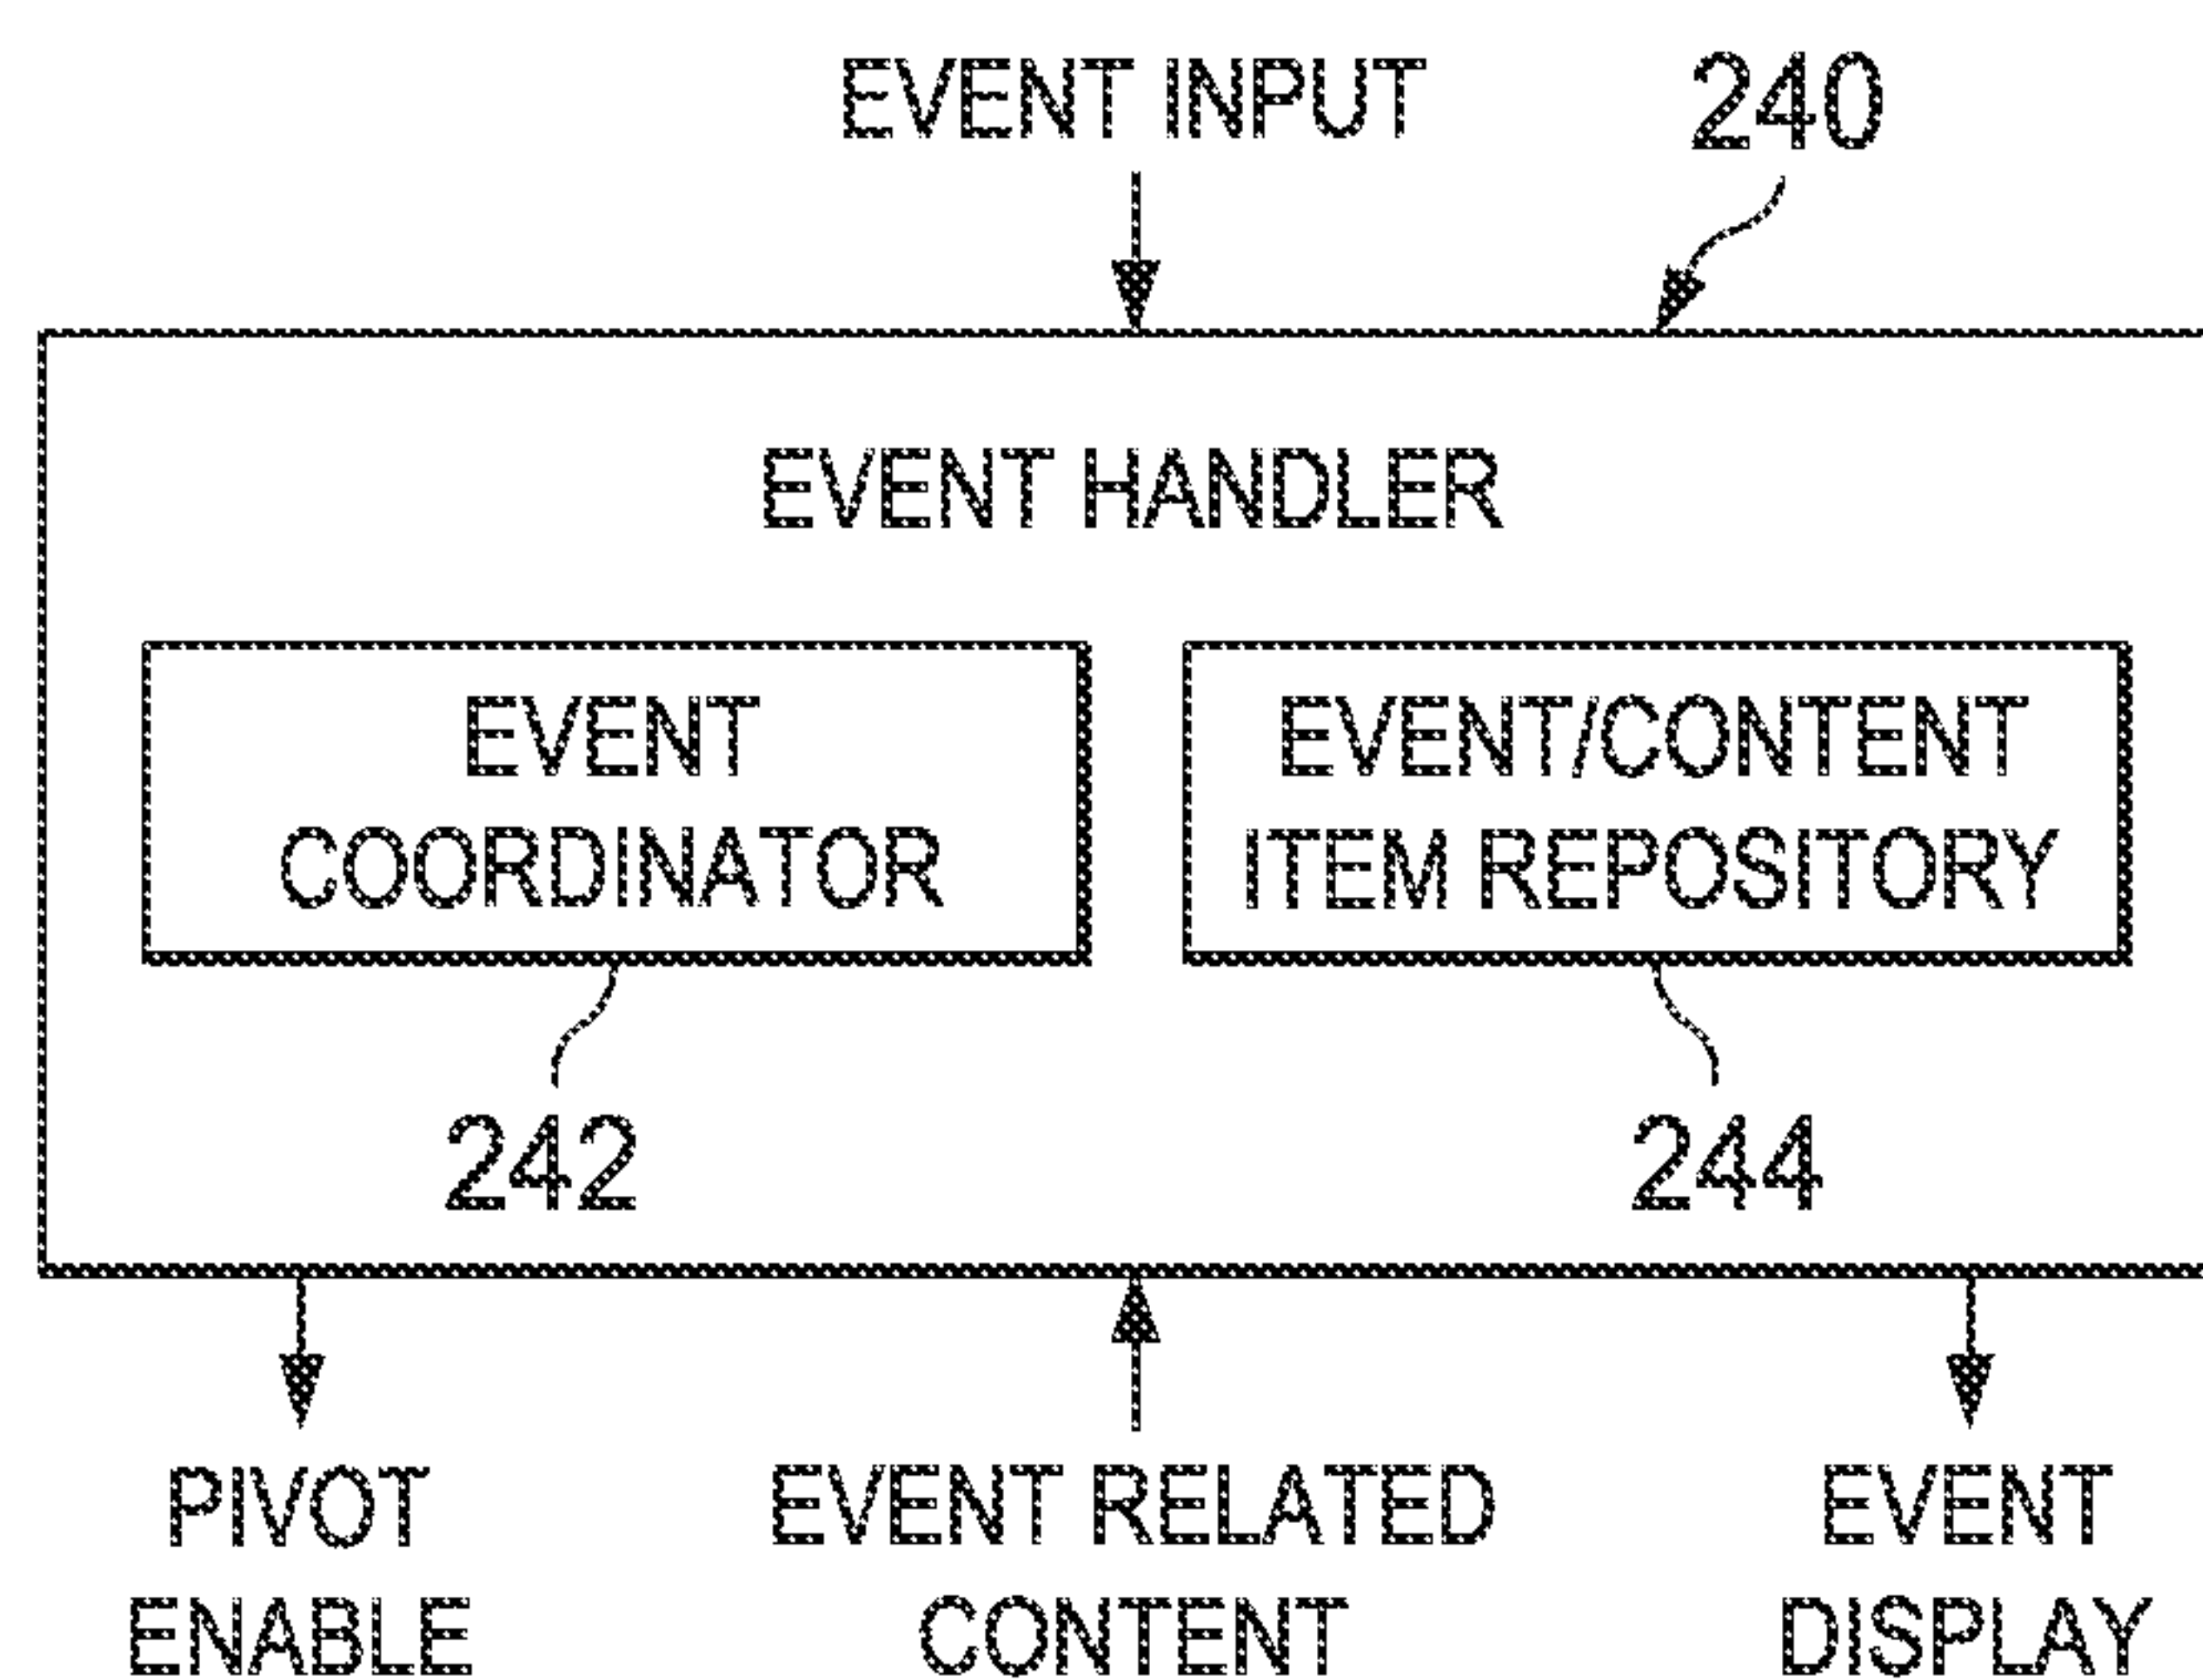 EVENT INPUT
240
EVENT HANDLER
EVENT
COORDINATOR
EVENT/CONTENT
ITEM REPOSITORY
242
244
PIVOT
ENABLE
EVENT RELATED
CONTENT
EVENT
DISPLAY